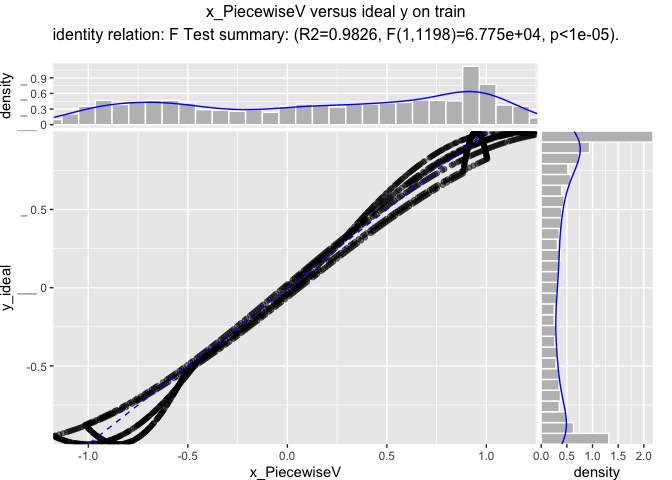 x_PiecewiseV versus ideal y on train
identity relation: F Test summary: (R2=0.9826, F(1,1198)=6.775e+04, p<1e-05).
density
0.9
0.6
0.3
0
y_ideal
0.5
0
-0.5
-1.0
-0.5
0.0
0.5
1.0
x_PiecewiseV
0.0
0.5
1.0
1.5
2.0
density